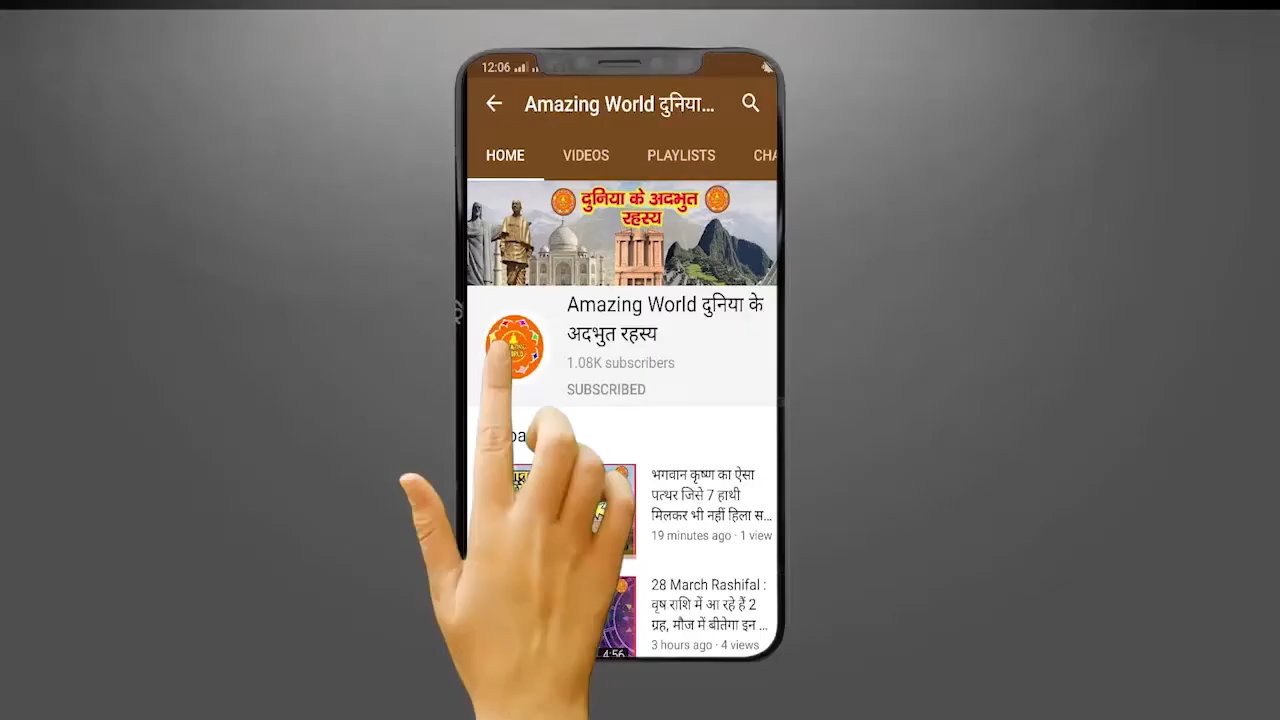 12:06
Amazing World दुनिया...
HOME VIDEOS PLAYLISTS CHA
दुनिया के अदभुत
रहस्य
Amazing World दुनिया के
अदभुत रहस्य
1.08K subscribers
SUBSCRIBED
भगवान कृष्ण का ऐसा
पत्थर जिसे 7 हाथी
मिलकर भी नहीं हिला स...
19 minutes ago · 1 view
28 March Rashifal :
वृष राशि में आ रहे हैं 2
ग्रह, मौज में बीतेगा इन ...
3 hours ago · 4 views
4:56